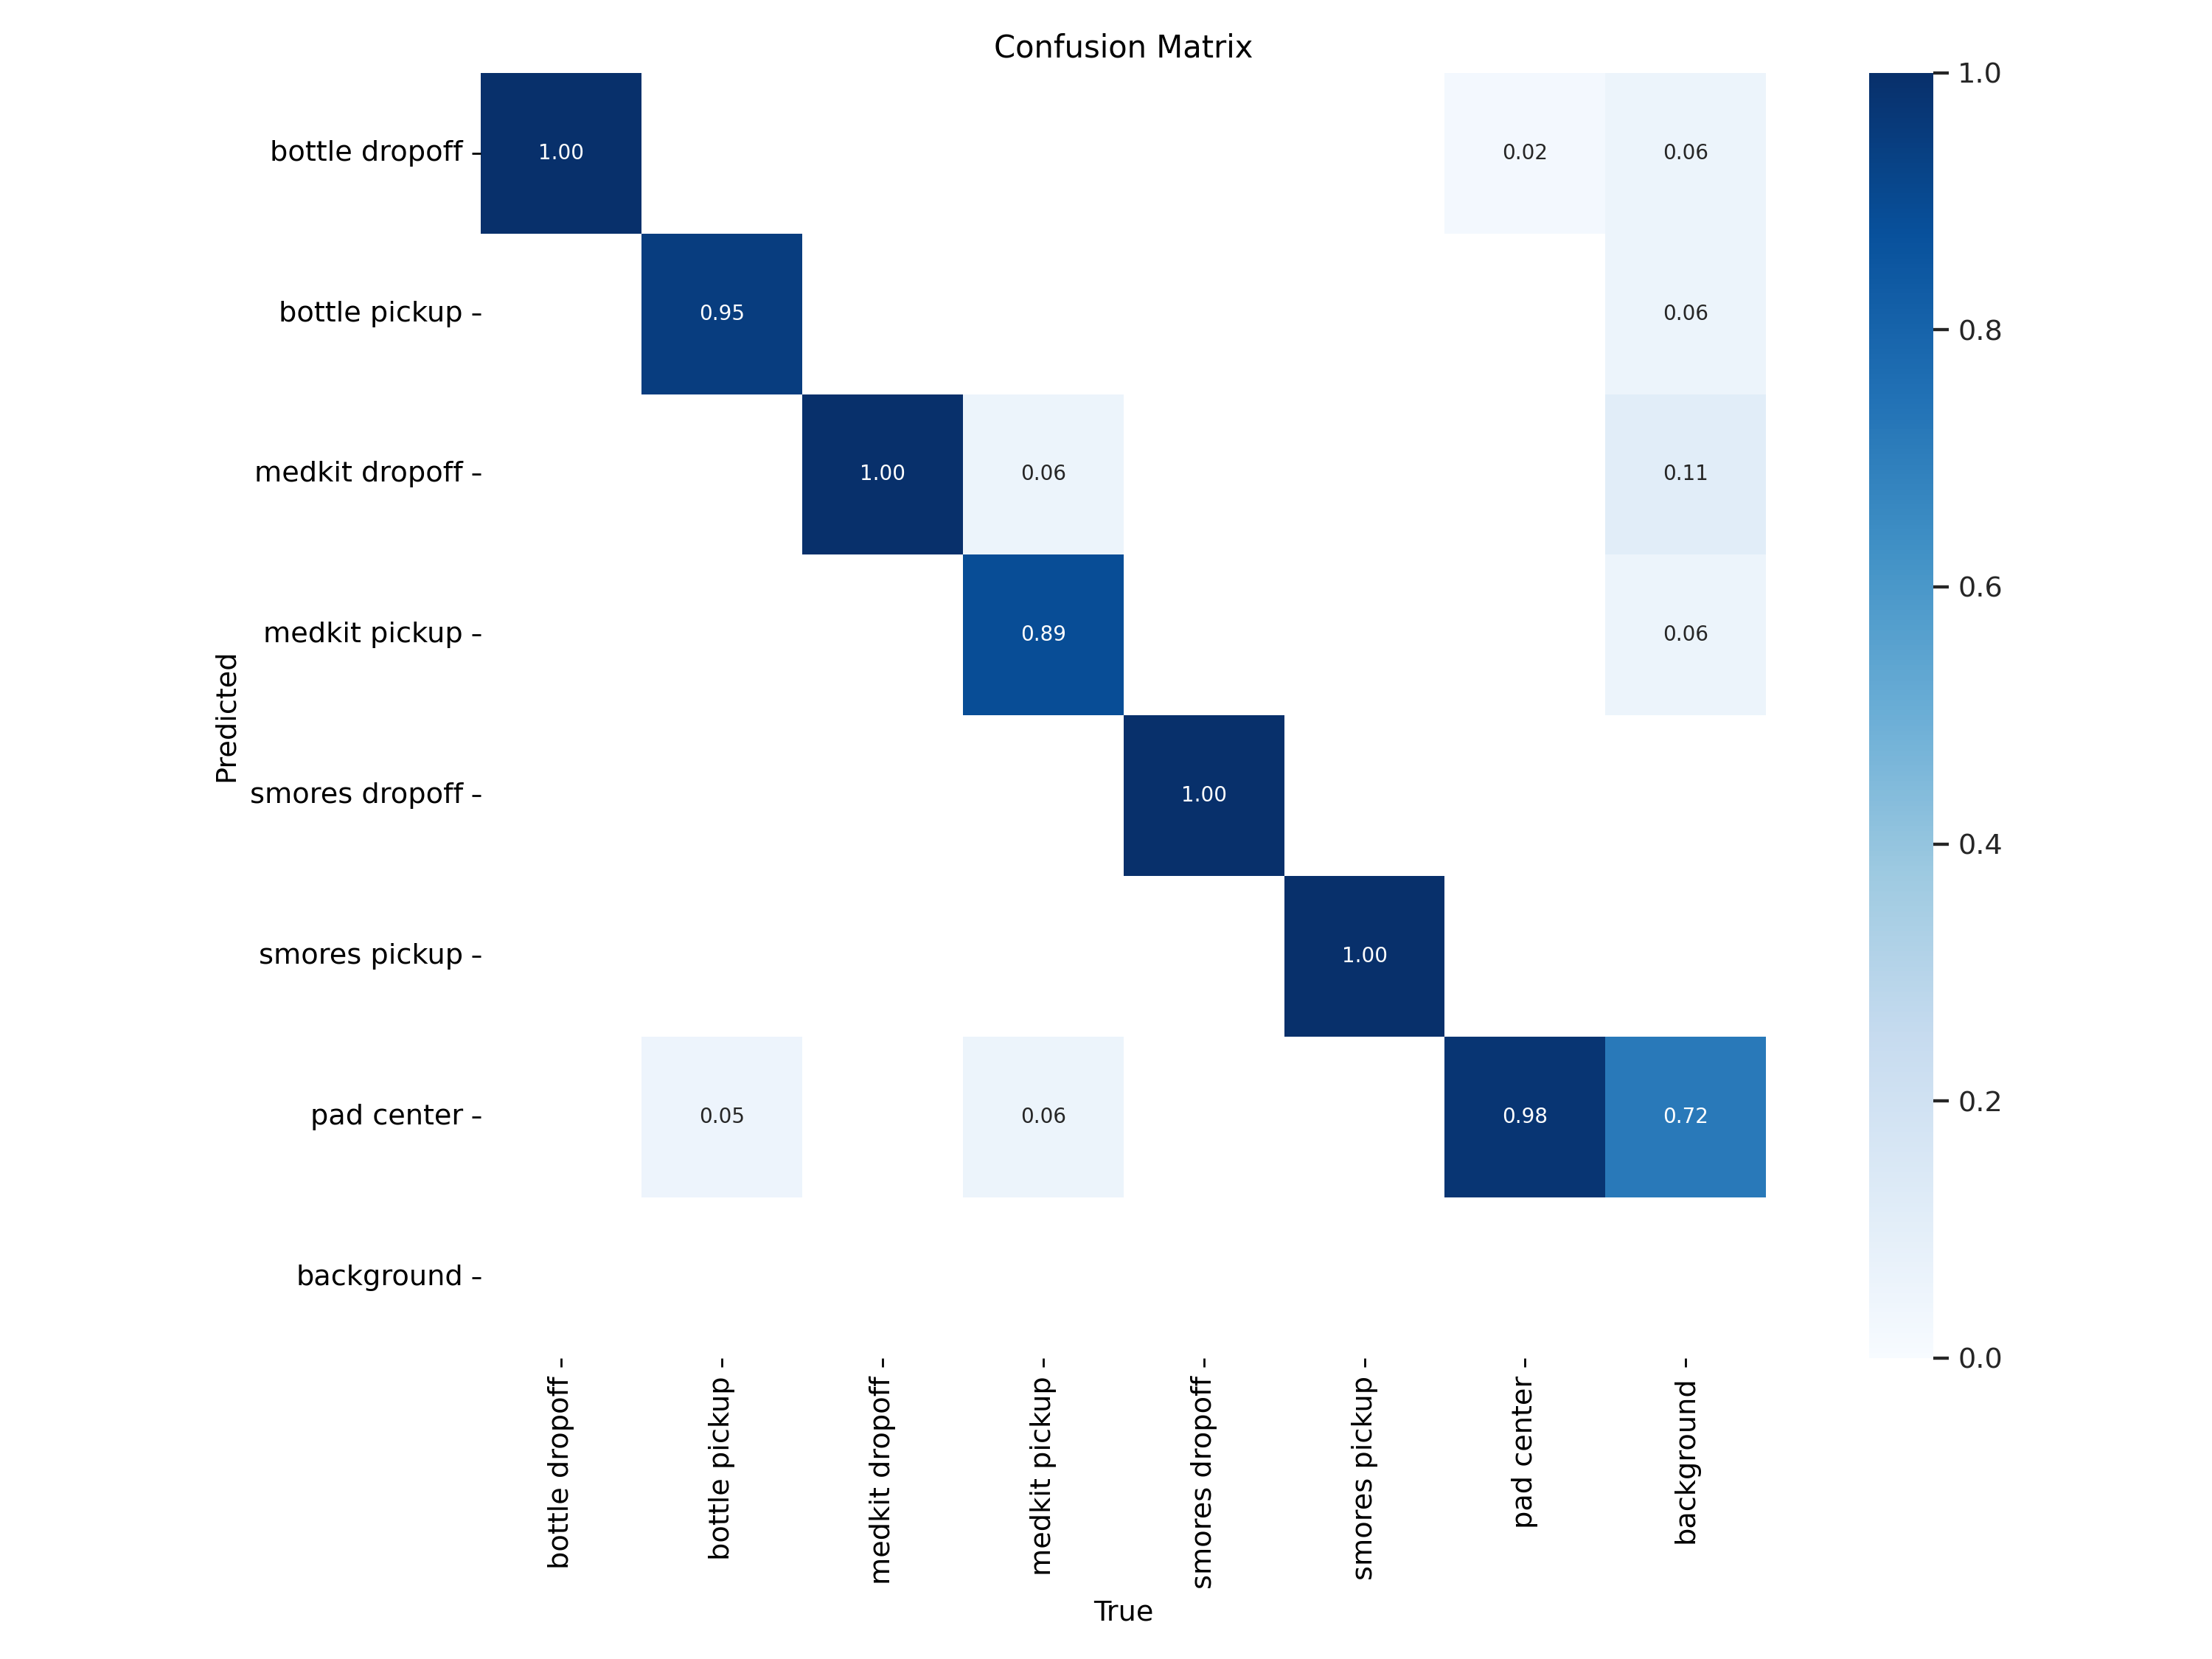 Confusion Matrix
bottle dropoff
1.00
0.02
0.06
1.0
bottle pickup
0.95
0.06
0.8
medkit dropoff
1.00
0.06
0.11
0.6
medkit pickup
0.89
0.06
Predicted
smores dropoff
1.00
0.4
smores pickup
1.00
pad center
0.05
0.06
0.98
0.72
0.2
background
0.0
bottle dropoff
bottle pickup
medkit dropoff
medkit pickup
smores dropoff
smores pickup
pad center
background
True